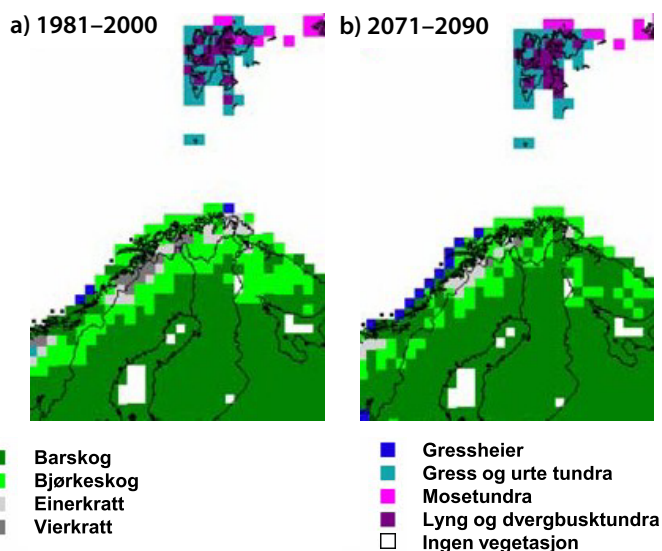 a) 1981–2000
b) 2071–2090
Barskog
Bjørkeskog
Einerkratt
Vierkratt
Gressheier
Gress og urte tundra
Mosetundra
Lyng og dvergbusktundra
Ingen vegetasjon